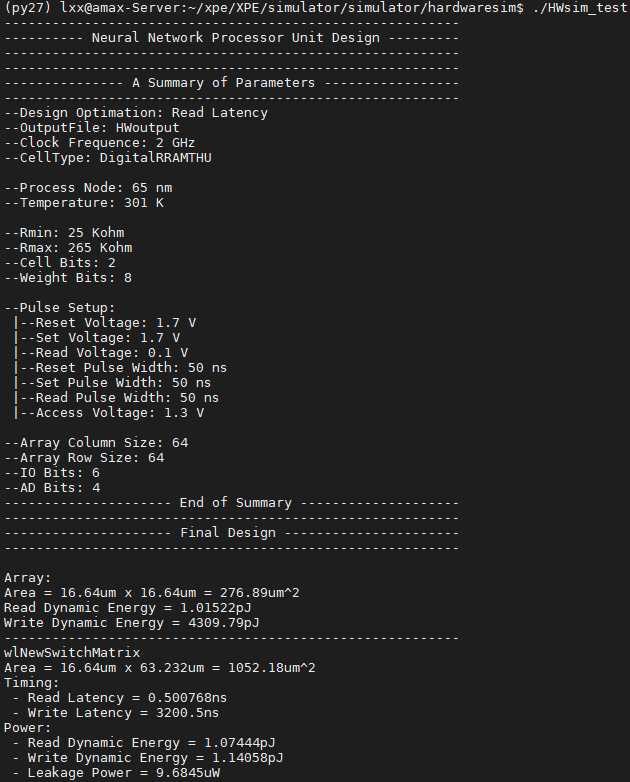 (py27) lxx@amax-Server:~/xpe/XPE/simulator/simulator/hardwaresim$ ./HWsim_test
---------------------------------------------------------
---------- Neural Network Processor Unit Design ---------
---------------------------------------------------------
---------------------------------------------------------
--------------- A Summary of Parameters -----------------
---------------------------------------------------------
--Design Optimation: Read Latency
--OutputFile: HWoutput
--Clock Frequence: 2 GHz
--CellType: DigitalRRAMTHU
--Process Node: 65 nm
--Temperature: 301 K
--Rmin: 25 Kohm
--Rmax: 265 Kohm
--Cell Bits: 2
--Weight Bits: 8
--Pulse Setup:
 |--Reset Voltage: 1.7 V
 |--Set Voltage: 1.7 V
 |--Read Voltage: 0.1 V
 |--Reset Pulse Width: 50 ns
 |--Set Pulse Width: 50 ns
 |--Read Pulse Width: 50 ns
 |--Access Voltage: 1.3 V
--Array Column Size: 64
--Array Row Size: 64
--IO Bits: 6
--AD Bits: 4
--------------------- End of Summary --------------------
---------------------------------------------------------
--------------------- Final Design ----------------------
---------------------------------------------------------
Array:
Area = 16.64um x 16.64um = 276.89um^2
Read Dynamic Energy = 1.01522pJ
Write Dynamic Energy = 4309.79pJ
---------------------------------------------------------
wlNewSwitchMatrix
Area = 16.64um x 63.232um = 1052.18um^2
Timing:
 - Read Latency = 0.500768ns
 - Write Latency = 3200.5ns
Power:
 - Read Dynamic Energy = 1.07444pJ
 - Write Dynamic Energy = 1.14058pJ
 - Leakage Power = 9.6845uW